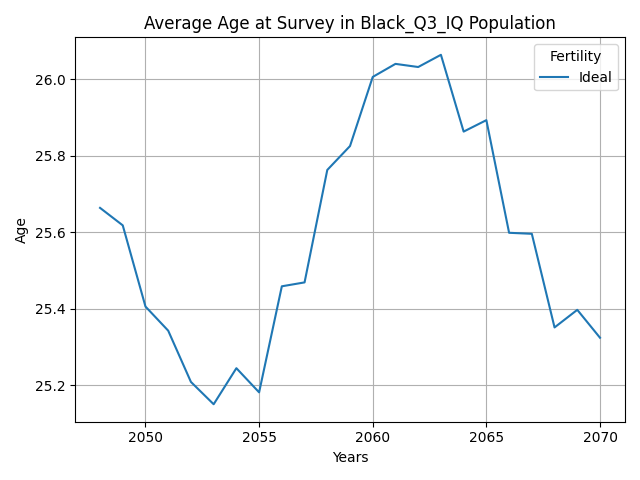 Average Age at Survey in Black_Q3_IQ Population
Fertility
Ideal
Age
26.0
25.8
25.6
25.4
25.2
2050 2055 2060 2065 2070
Years